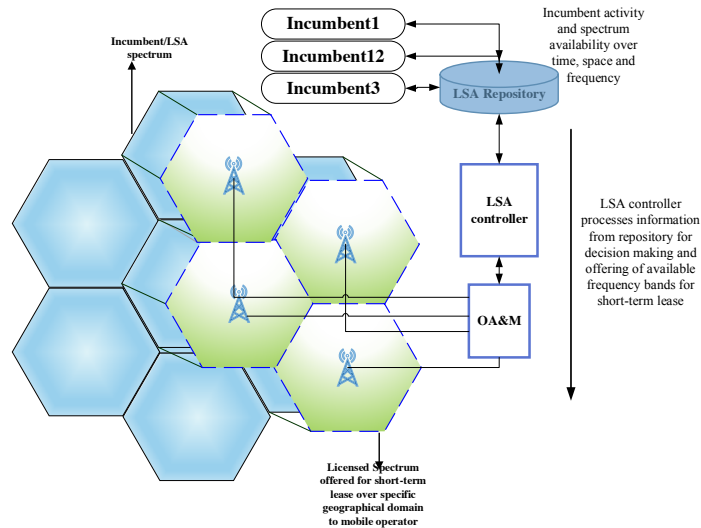 Incumbent1
Incumbent12
Incumbent3
Incumbent activity
and spectrum
availability over
time, space and
frequency
Incumbent/LSA
spectrum
LSA Repository
LSA
controller
LSA controller
processes information
from repository for
decision making and
offering of available
frequency bands for
short-term lease
OA&M
Licensed Spectrum
offered for short-term
lease over specific
geographical domain
to mobile operator